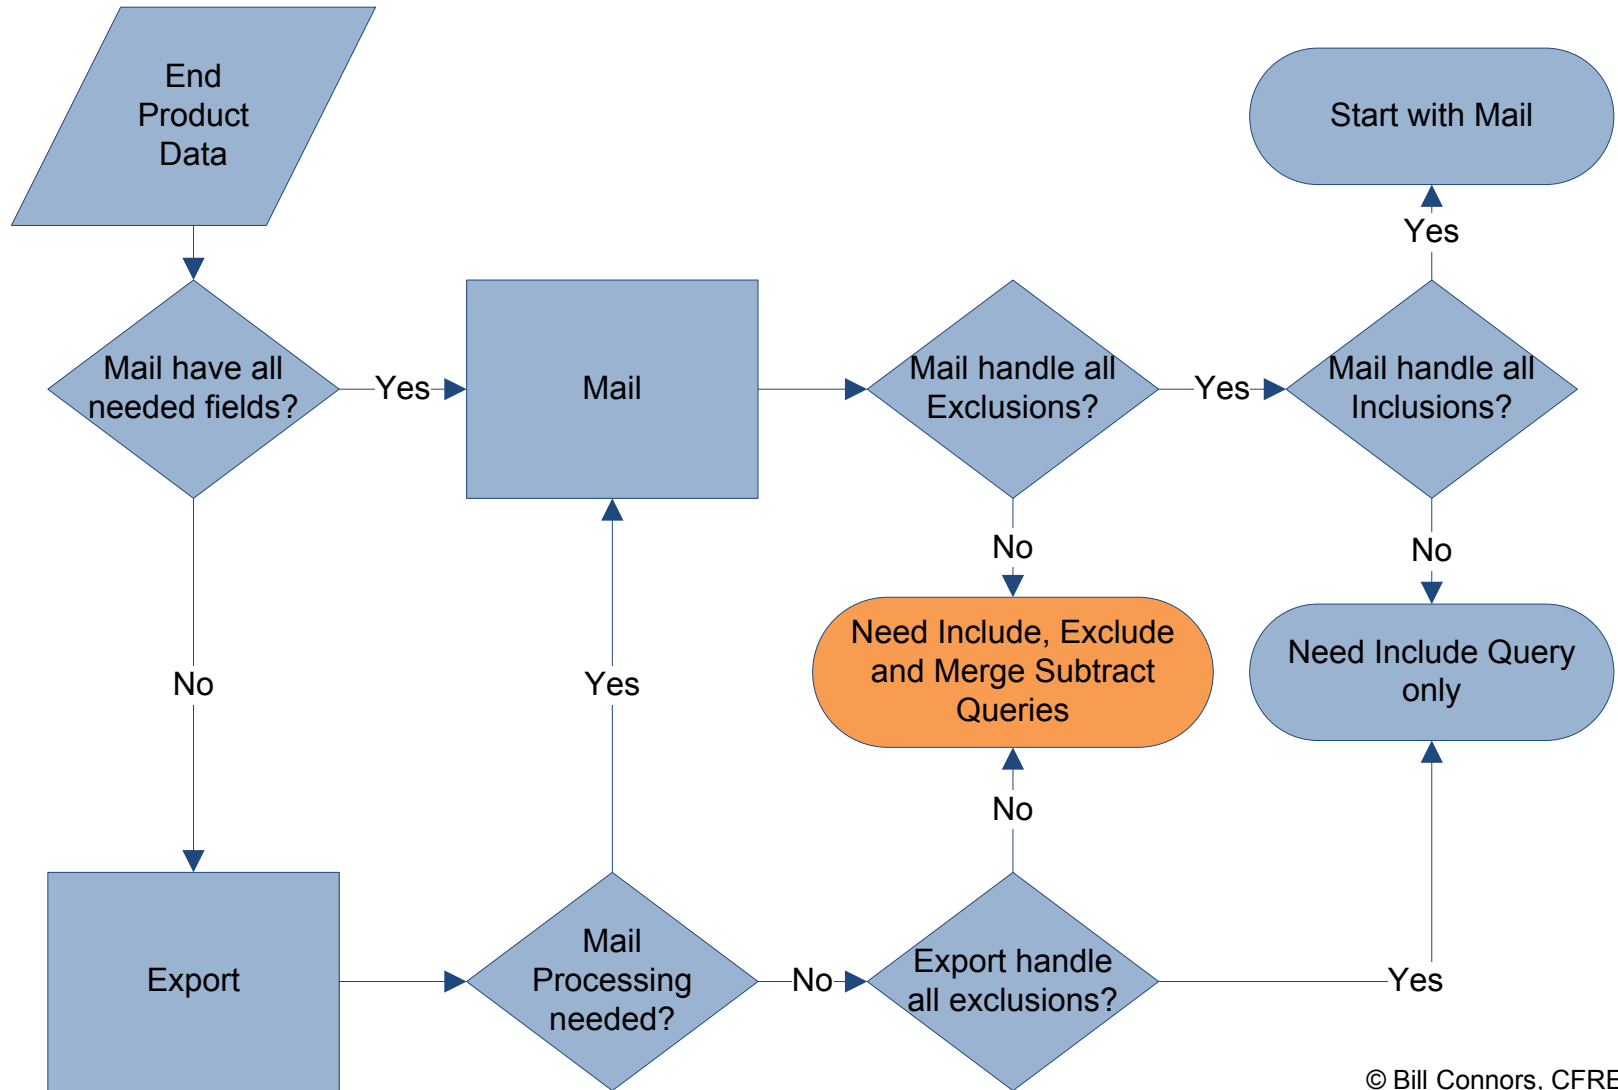 End
Product
Data
Start with Mail
Yes
Mail have all
needed fields?
Yes
Mail
Mail handle all
Exclusions?
Yes
Mail handle all
Inclusions?
No
No
Need Include, Exclude
and Merge Subtract
Queries
Need Include Query
only
No
Yes
No
Export
Mail
Processing
needed?
No
Export handle
all exclusions?
Yes
© Bill Connors, CFRE